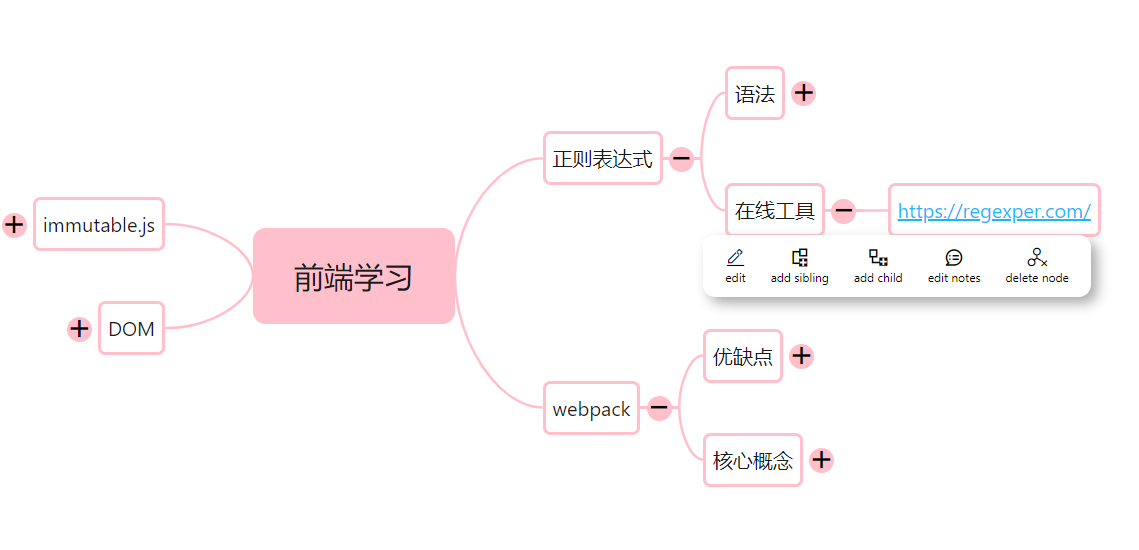 前端学习
immutable.js
DOM
正则表达式
语法
在线工具
https://regexper.com/
edit
add sibling
add child
edit notes
delete node
webpack
优缺点
核心概念